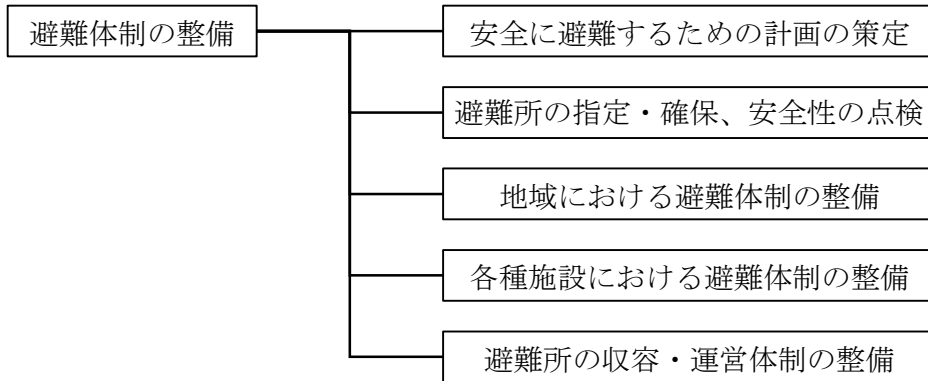 避難体制の整備
安全に避難するための計画の策定
避難所の指定・確保、安全性の点検
地域における避難体制の整備
各種施設における避難体制の整備
避難所の収容・運営体制の整備